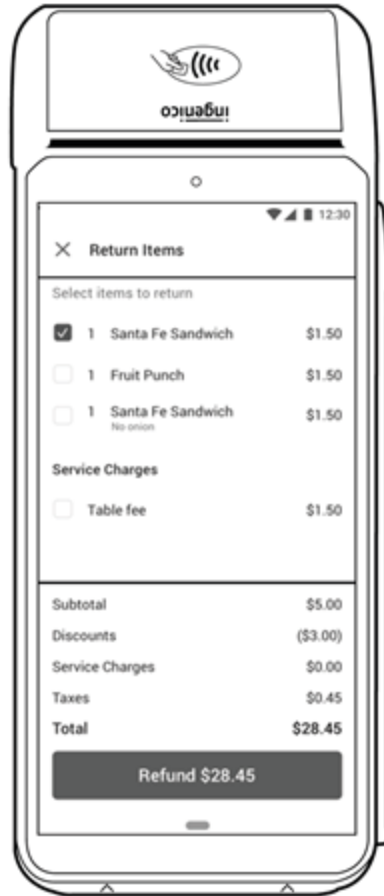 ingenico
12:30
Return Items
Select items to return
1 Santa Fe Sandwich $1.50
1 Fruit Punch $1.50
1 Santa Fe Sandwich $1.50
No onion
Service Charges
Table fee $1.50
Subtotal $5.00
Discounts ($3.00)
Service Charges $0.00
Taxes $0.45
Total $28.45
Refund $28.45